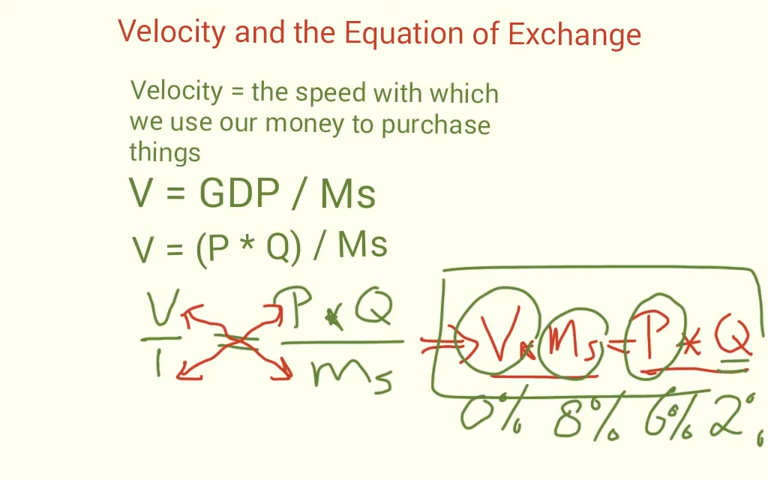 Velocity and the Equation of Exchange
Velocity = the speed with which
we use our money to purchase
things
V = GDP / Ms
V = (P * Q) / Ms
V/1 = P * Q/Ms ⇒ V * Ms = P * Q
0% 8% 6% 2%